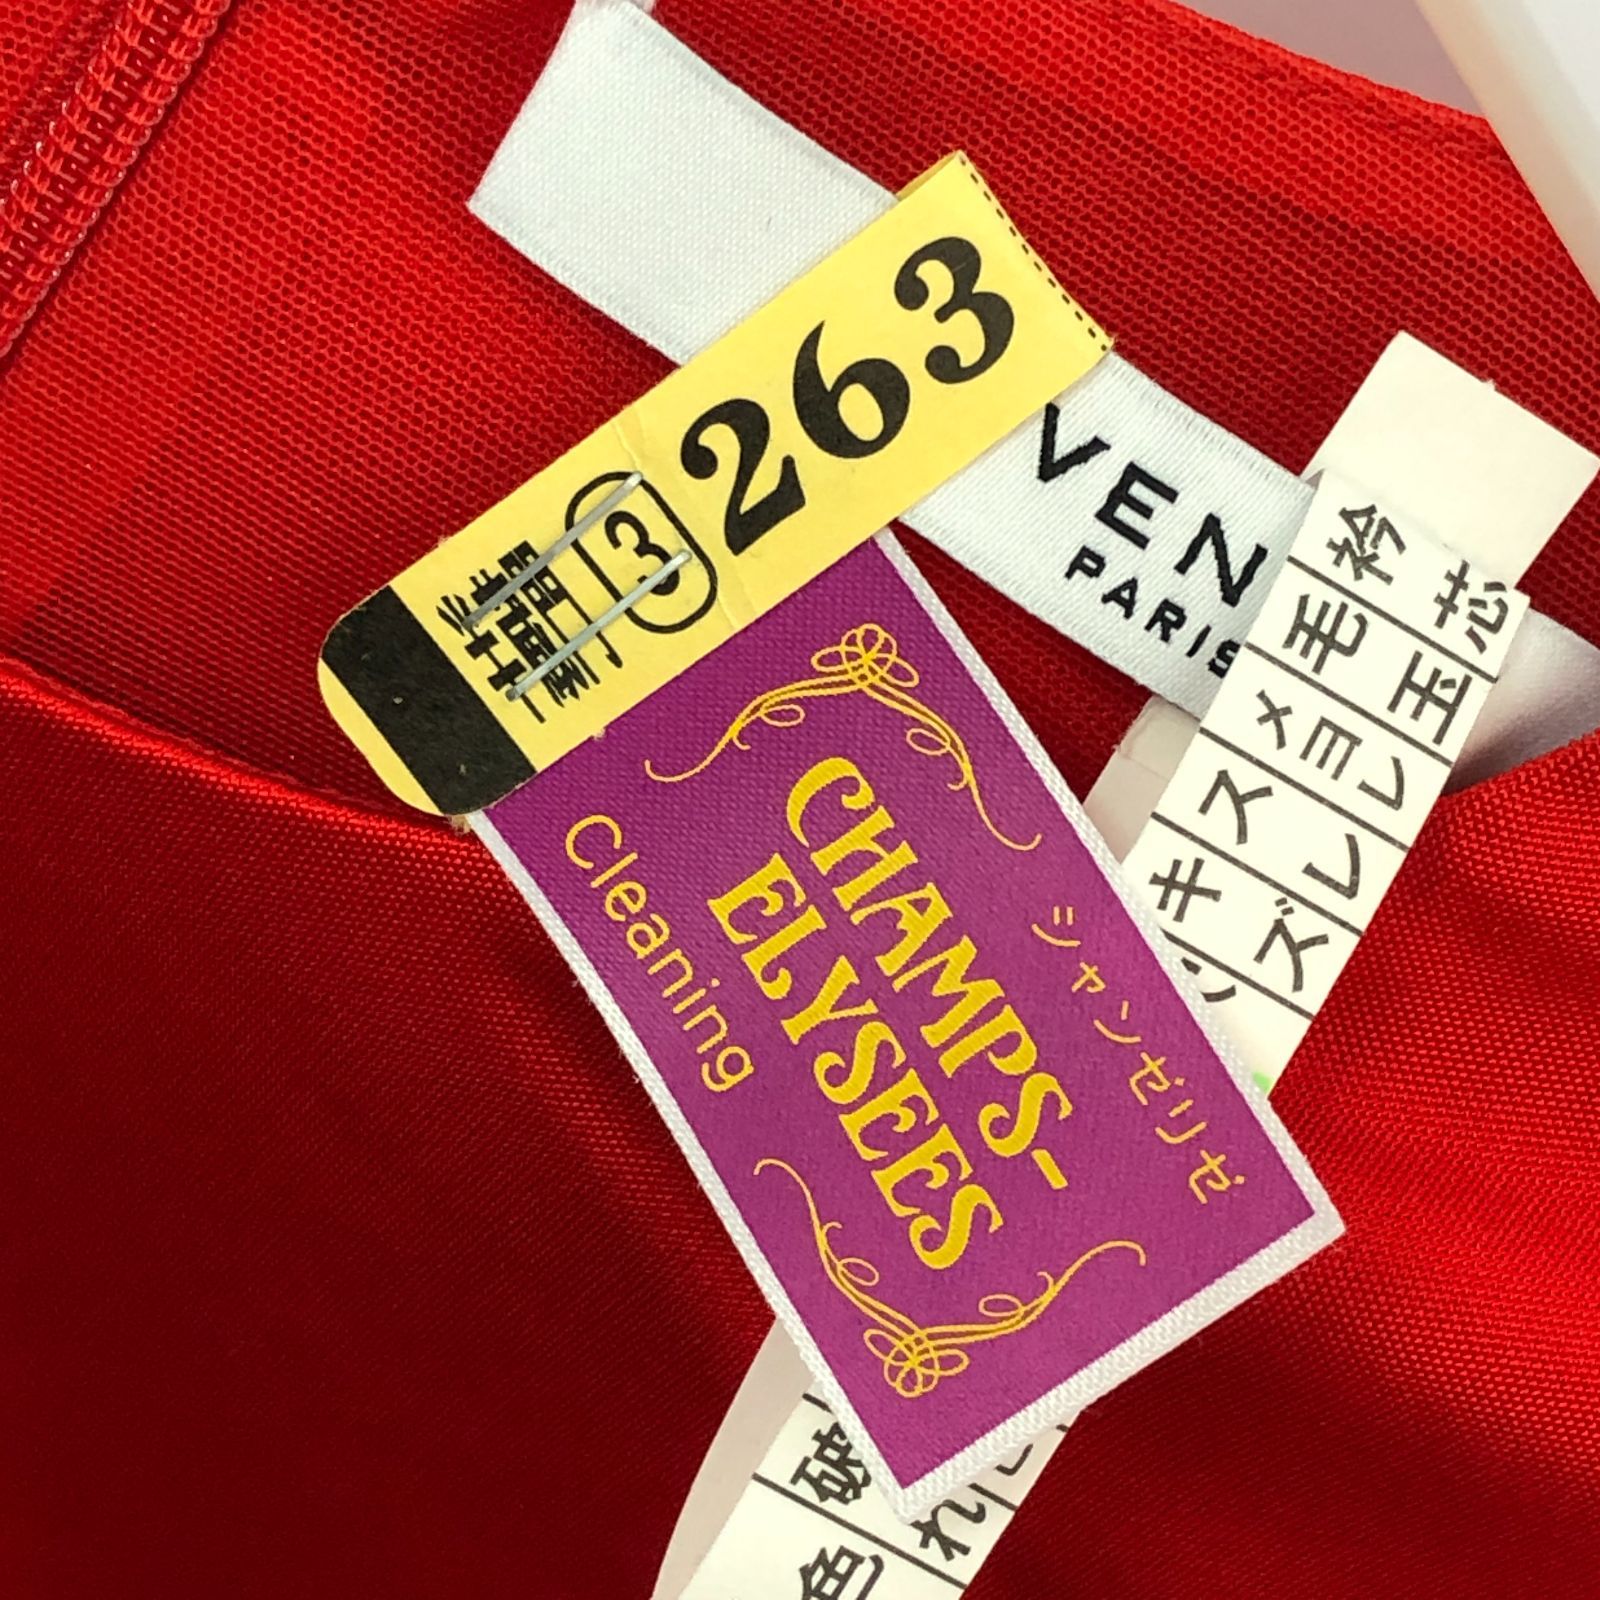 263
3
VEN
PARIS
シャンゼリゼ
CHAMPS-
ELYSEES
Cleaning
衿 芯
毛 玉
メ ヨレ
ス レ
キ ズ
破 れ
色